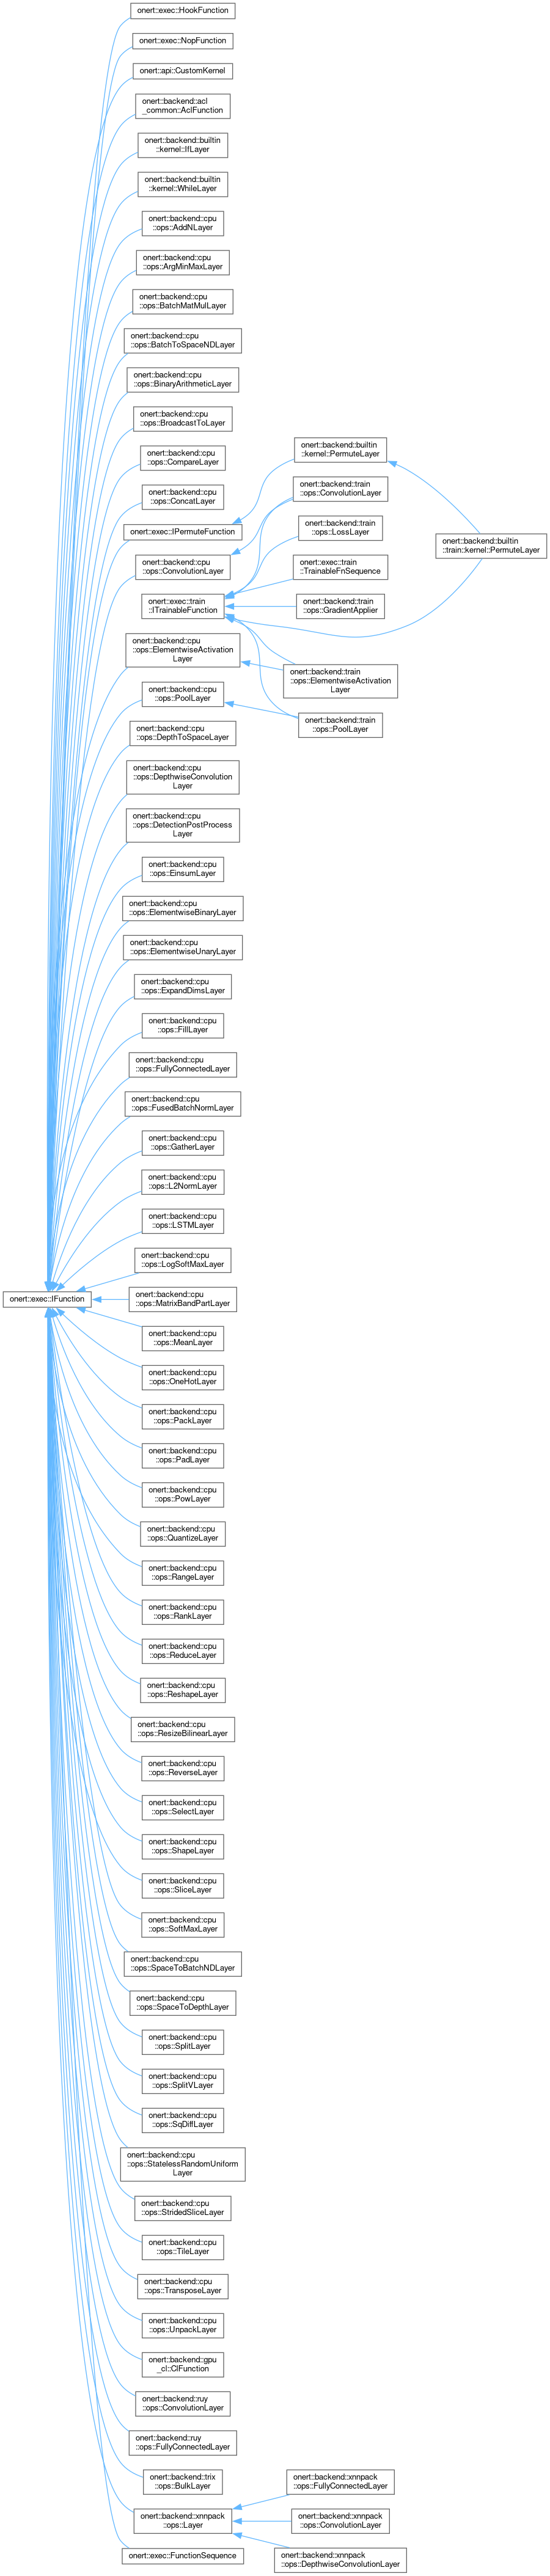 onert::exec::HookFunction
onert::exec::NopFunction
onert::api::CustomKernel
onert::backend::acl
_common::AclFunction
onert::backend::builtin
::kernel::IfLayer
onert::backend::builtin
::kernel::WhileLayer
onert::backend::cpu
::ops::AddNLayer
onert::backend::cpu
::ops::ArgMinMaxLayer
onert::backend::cpu
::ops::BatchMatMulLayer
onert::backend::cpu
::ops::BatchToSpaceNDLayer
onert::backend::cpu
::ops::BinaryArithmeticLayer
onert::backend::cpu
::ops::BroadcastToLayer
onert::backend::cpu
::ops::CompareLayer
onert::backend::cpu
::ops::ConcatLayer
onert::exec::IPermuteFunction
onert::backend::cpu
::ops::ConvolutionLayer
onert::exec::train
::ITrainableFunction
onert::backend::cpu
::ops::ElementwiseActivation
Layer
onert::backend::cpu
::ops::PoolLayer
onert::backend::builtin
::kernel::PermuteLayer
onert::backend::train
::ops::ConvolutionLayer
onert::backend::train
::ops::LossLayer
onert::exec::train
::TrainableFnSequence
onert::backend::train
::ops::GradientApplier
onert::backend::train
::ops::ElementwiseActivation
Layer
onert::backend::train
::ops::PoolLayer
onert::backend::builtin
::train::kernel::PermuteLayer
onert::backend::cpu
::ops::DepthToSpaceLayer
onert::backend::cpu
::ops::DepthwiseConvolution
Layer
onert::backend::cpu
::ops::DetectionPostProcess
Layer
onert::backend::cpu
::ops::EinsumLayer
onert::backend::cpu
::ops::ElementwiseBinaryLayer
onert::backend::cpu
::ops::ElementwiseUnaryLayer
onert::backend::cpu
::ops::ExpandDimsLayer
onert::backend::cpu
::ops::FillLayer
onert::backend::cpu
::ops::FullyConnectedLayer
onert::backend::cpu
::ops::FusedBatchNormLayer
onert::backend::cpu
::ops::GatherLayer
onert::backend::cpu
::ops::L2NormLayer
onert::backend::cpu
::ops::LSTMLayer
onert::backend::cpu
::ops::LogSoftMaxLayer
onert::exec::IFunction
onert::backend::cpu
::ops::MatrixBandPartLayer
onert::backend::cpu
::ops::MeanLayer
onert::backend::cpu
::ops::OneHotLayer
onert::backend::cpu
::ops::PackLayer
onert::backend::cpu
::ops::PadLayer
onert::backend::cpu
::ops::PowLayer
onert::backend::cpu
::ops::QuantizeLayer
onert::backend::cpu
::ops::RangeLayer
onert::backend::cpu
::ops::RankLayer
onert::backend::cpu
::ops::ReduceLayer
onert::backend::cpu
::ops::ReshapeLayer
onert::backend::cpu
::ops::ResizeBilinearLayer
onert::backend::cpu
::ops::ReverseLayer
onert::backend::cpu
::ops::SelectLayer
onert::backend::cpu
::ops::ShapeLayer
onert::backend::cpu
::ops::SliceLayer
onert::backend::cpu
::ops::SoftMaxLayer
onert::backend::cpu
::ops::SpaceToBatchNDLayer
onert::backend::cpu
::ops::SpaceToDepthLayer
onert::backend::cpu
::ops::SplitLayer
onert::backend::cpu
::ops::SplitVLayer
onert::backend::cpu
::ops::SqDiffLayer
onert::backend::cpu
::ops::StatelessRandomUniform
Layer
onert::backend::cpu
::ops::StridedSliceLayer
onert::backend::cpu
::ops::TileLayer
onert::backend::cpu
::ops::TransposeLayer
onert::backend::cpu
::ops::UnpackLayer
onert::backend::gpu
_cl::ClFunction
onert::backend::ruy
::ops::ConvolutionLayer
onert::backend::ruy
::ops::FullyConnectedLayer
onert::backend::trix
::ops::BulkLayer
onert::backend::xnnpack
::ops::Layer
onert::exec::FunctionSequence
onert::backend::xnnpack
::ops::FullyConnectedLayer
onert::backend::xnnpack
::ops::ConvolutionLayer
onert::backend::xnnpack
::ops::DepthwiseConvolutionLayer